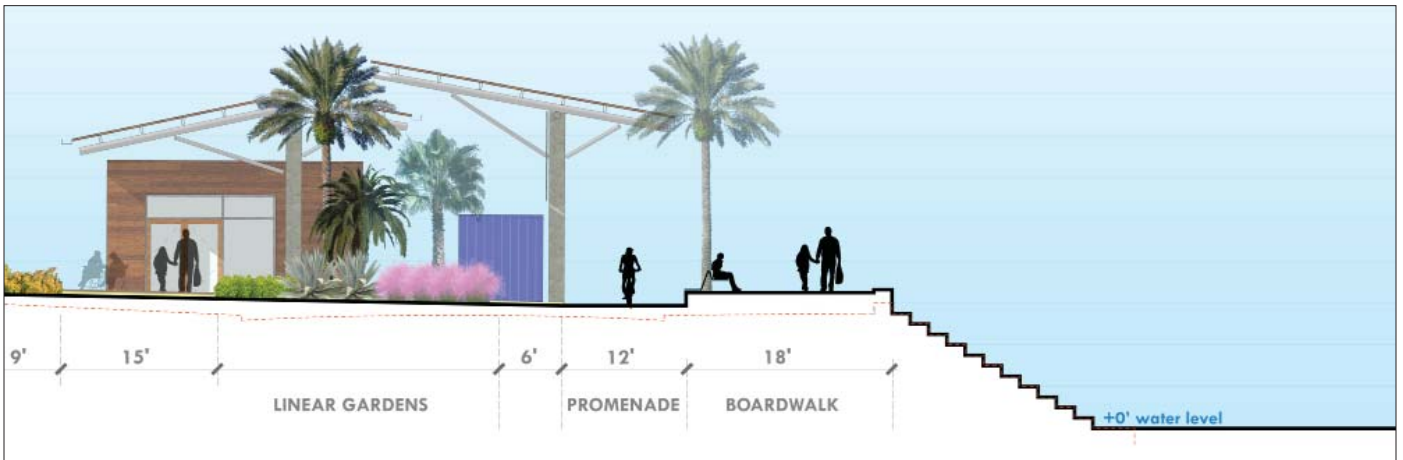 +0' water level
9' 15' 6' 12' 18'
LINEAR GARDENS PROMENADE BOARDWALK